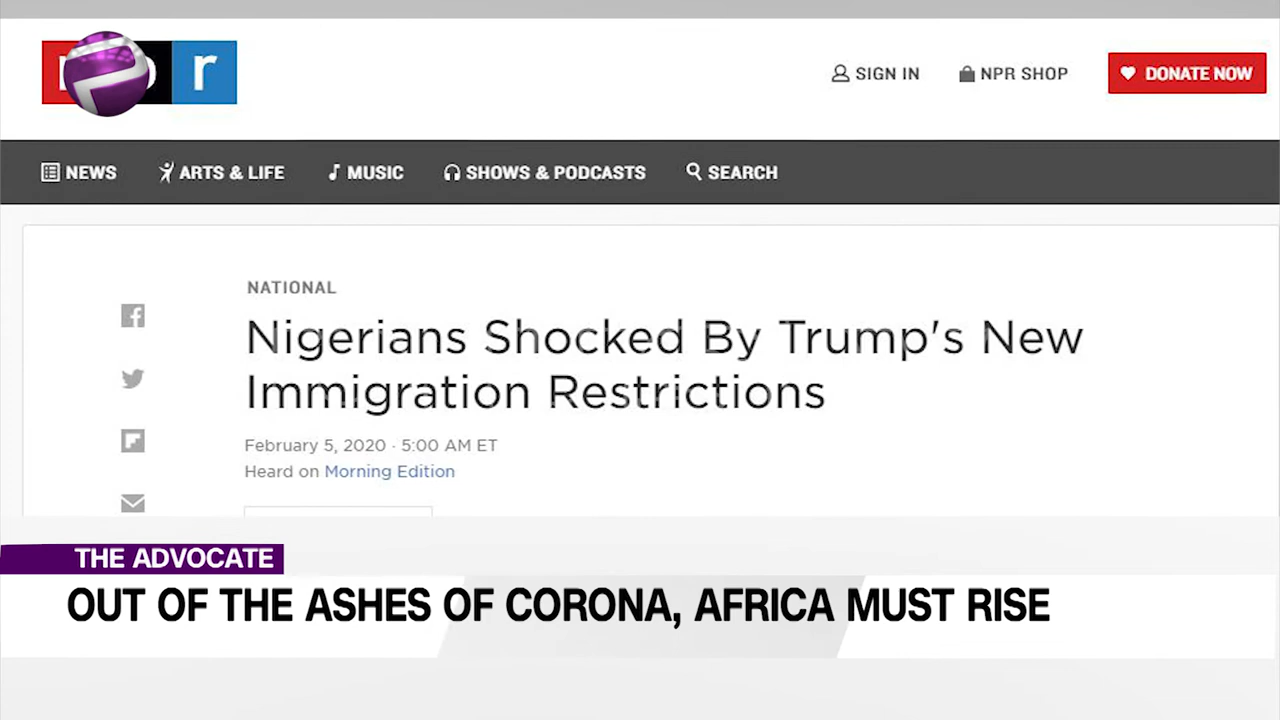 r
SIGN IN
NPR SHOP
DONATE NOW
NEWS
ARTS & LIFE
MUSIC
SHOWS & PODCASTS
SEARCH
NATIONAL
Nigerians Shocked By Trump's New
Immigration Restrictions
February 5, 2020 · 5:00 AM ET
Heard on Morning Edition
THE ADVOCATE
OUT OF THE ASHES OF CORONA, AFRICA MUST RISE